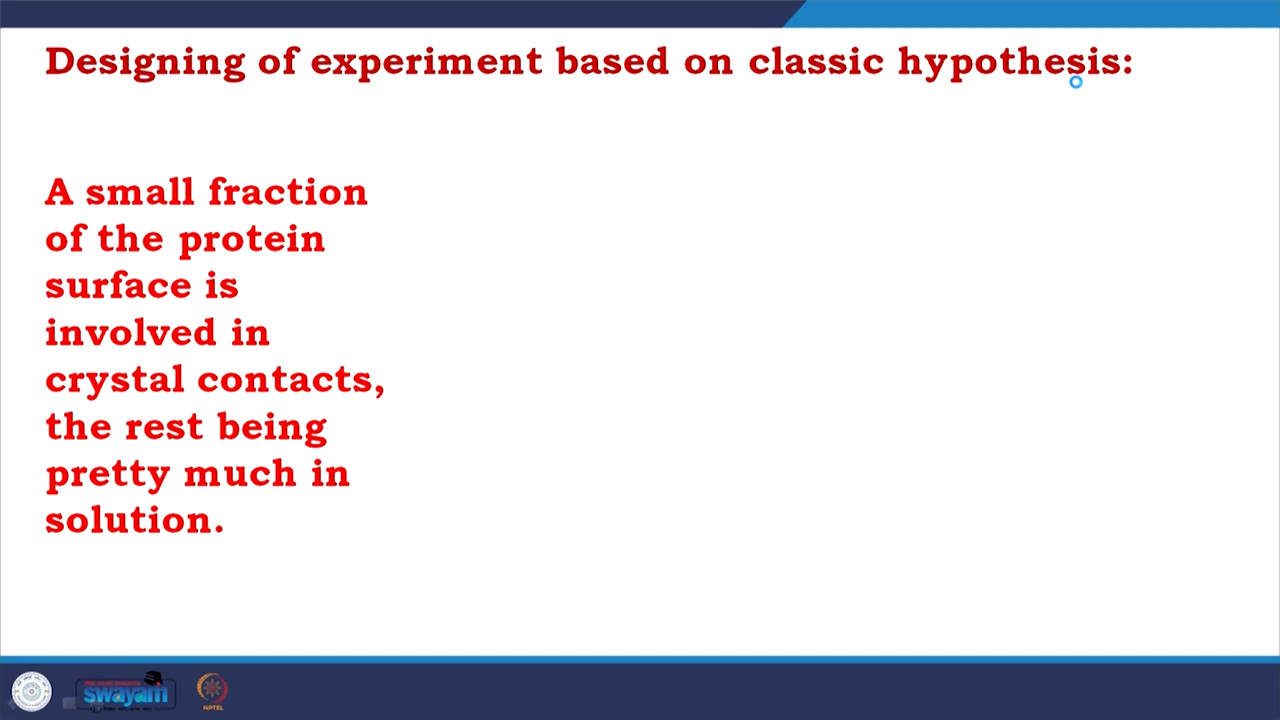 Designing of experiment based on classic hypothesis:
A small fraction
of the protein
surface is
involved in
crystal contacts,
the rest being
pretty much in
solution.
swayam
NPTEL